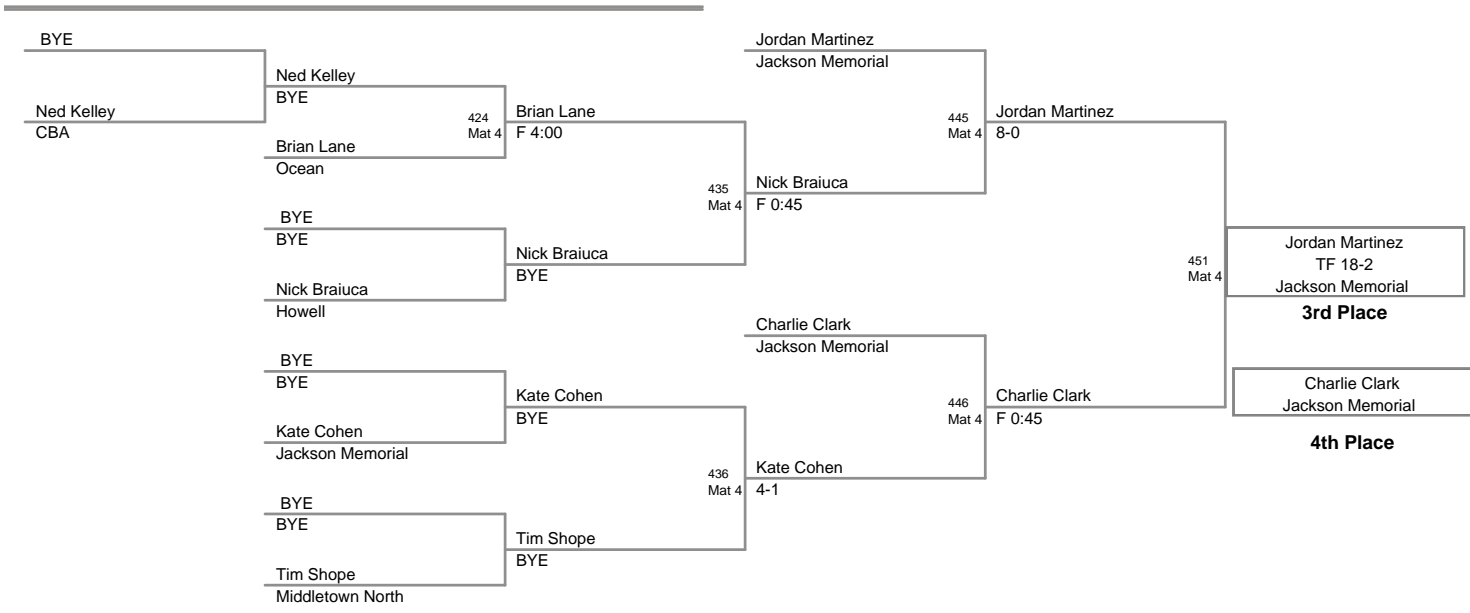 BYE
Ned Kelley
CBA
Ned Kelley
BYE
Brian Lane
Ocean
424
Mat 4
Brian Lane
F 4:00
BYE
BYE
Nick Braiuca
Howell
Nick Braiuca
BYE
435
Mat 4
Nick Braiuca
F 0:45
Jordan Martinez
Jackson Memorial
445
Mat 4
Jordan Martinez
8-0
BYE
BYE
Kate Cohen
Jackson Memorial
Kate Cohen
BYE
BYE
BYE
Tim Shope
Middletown North
Tim Shope
BYE
436
Mat 4
Kate Cohen
4-1
Charlie Clark
Jackson Memorial
446
Mat 4
Charlie Clark
F 0:45
451
Mat 4
Jordan Martinez
TF 18-2
Jackson Memorial
3rd Place
Charlie Clark
Jackson Memorial
4th Place